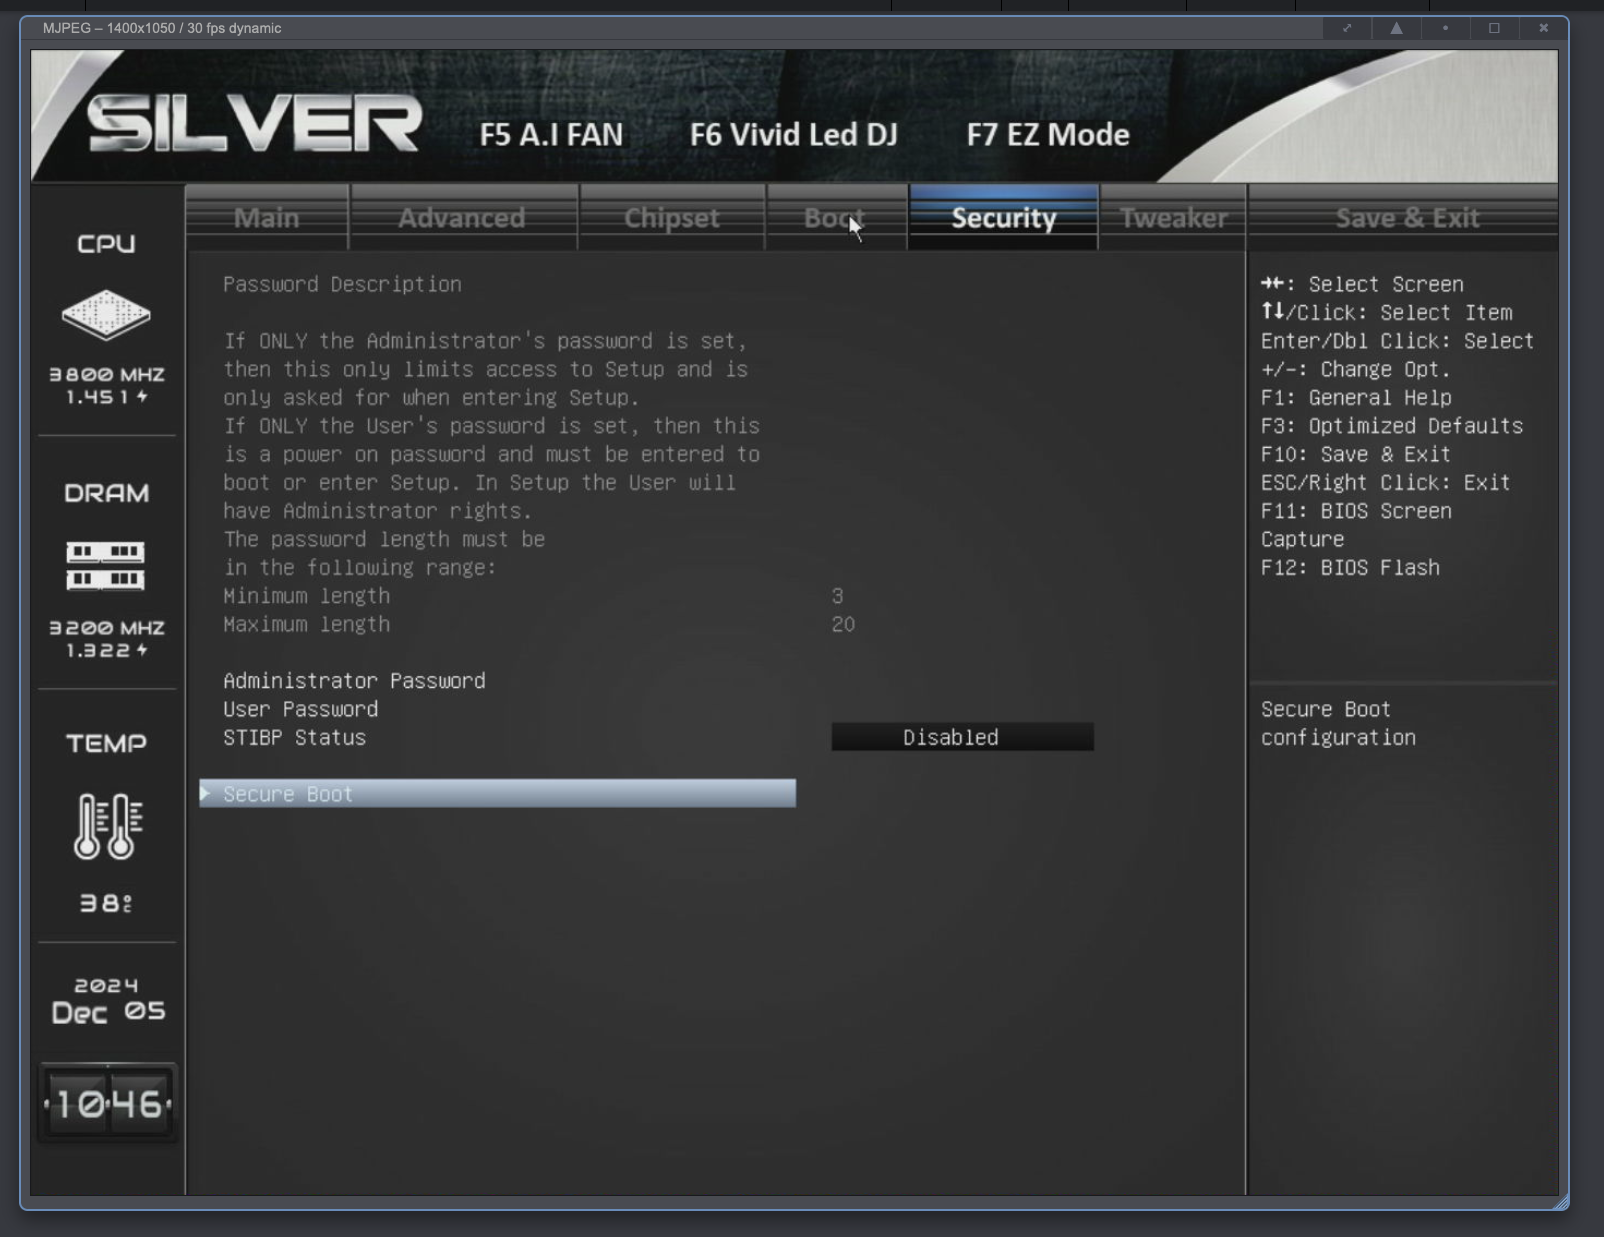 MJPEG – 1400x1050 / 30 fps dynamic
SILVER
F5 A.I FAN
F6 Vivid Led DJ
F7 EZ Mode
Main
Advanced
Chipset
Boot
Security
Tweaker
Save & Exit
CPU
3800 MHZ
1.451
DRAM
3200 MHZ
1.322
TEMP
38°C
2024
Dec 05
10:46
Password Description
If ONLY the Administrator's password is set,
then this only limits access to Setup and is
only asked for when entering Setup.
If ONLY the User's password is set, then this
is a power on password and must be entered to
boot or enter Setup. In Setup the User will
have Administrator rights.
The password length must be
in the following range:
Minimum length 3
Maximum length 20
Administrator Password
User Password
STIBP Status Disabled
Secure Boot
→←: Select Screen
↑↓/Click: Select Item
Enter/Dbl Click: Select
+/-: Change Opt.
F1: General Help
F3: Optimized Defaults
F10: Save & Exit
ESC/Right Click: Exit
F11: BIOS Screen
Capture
F12: BIOS Flash
Secure Boot
configuration